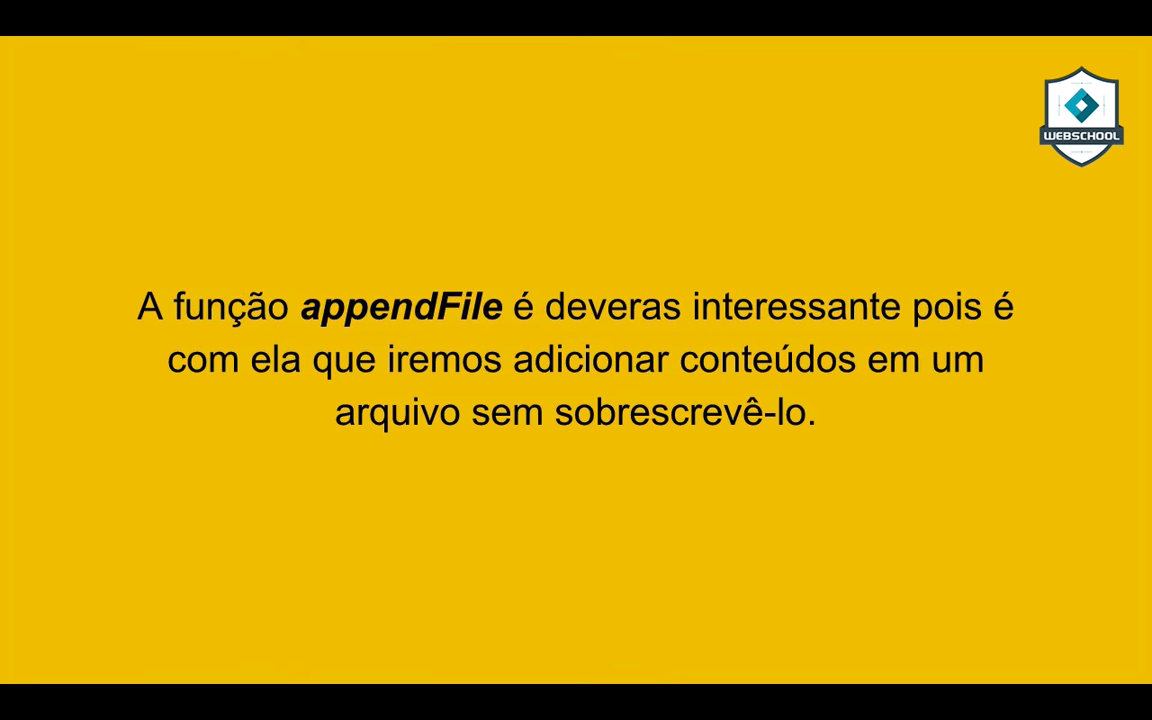 WEBSCHOOL
A função appendFile é deveras interessante pois é
com ela que iremos adicionar conteúdos em um
arquivo sem sobrescrevê-lo.